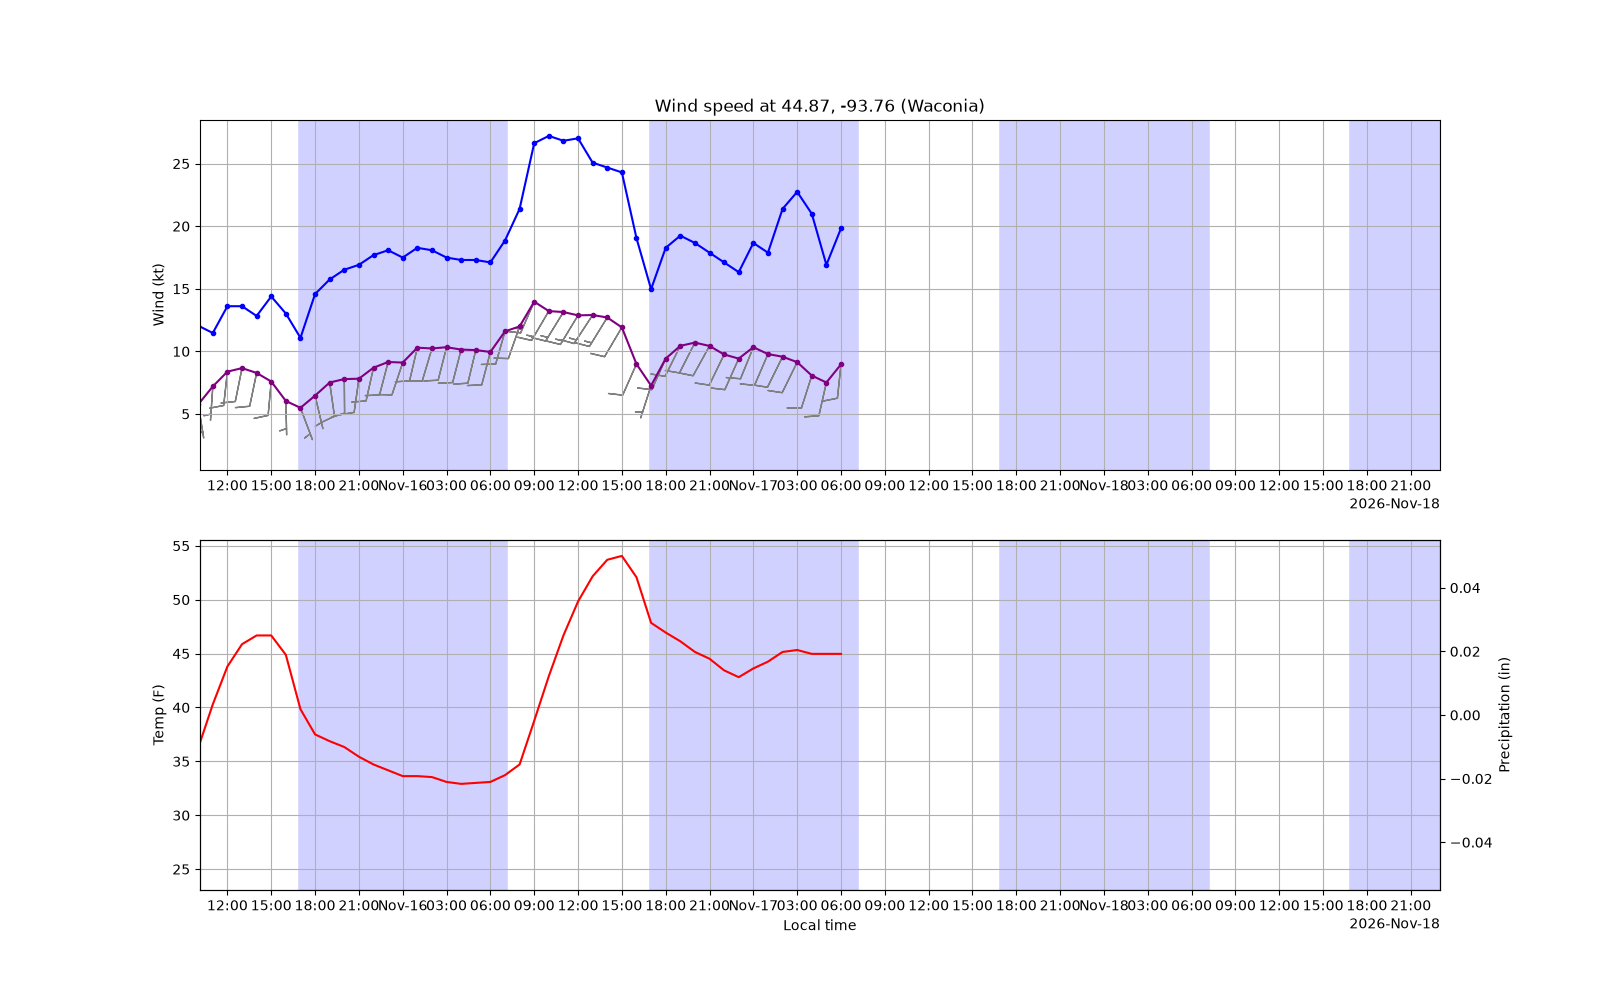 Wind speed at 44.87, -93.76 (Waconia)
Wind (kt)
25
20
15
10
5
12:00 15:00 18:00 21:00 Nov-16 03:00 06:00 09:00 12:00 15:00 18:00 21:00 Nov-17 03:00 06:00 09:00 12:00 15:00 18:00 21:00 Nov-18 03:00 06:00 09:00 12:00 15:00 18:00 21:00
2026-Nov-18
Temp (F)
55
50
45
40
35
30
25
0.04
0.02
0.00
−0.02
−0.04
Precipitation (in)
12:00 15:00 18:00 21:00 Nov-16 03:00 06:00 09:00 12:00 15:00 18:00 21:00 Nov-17 03:00 06:00 09:00 12:00 15:00 18:00 21:00 Nov-18 03:00 06:00 09:00 12:00 15:00 18:00 21:00
Local time
2026-Nov-18